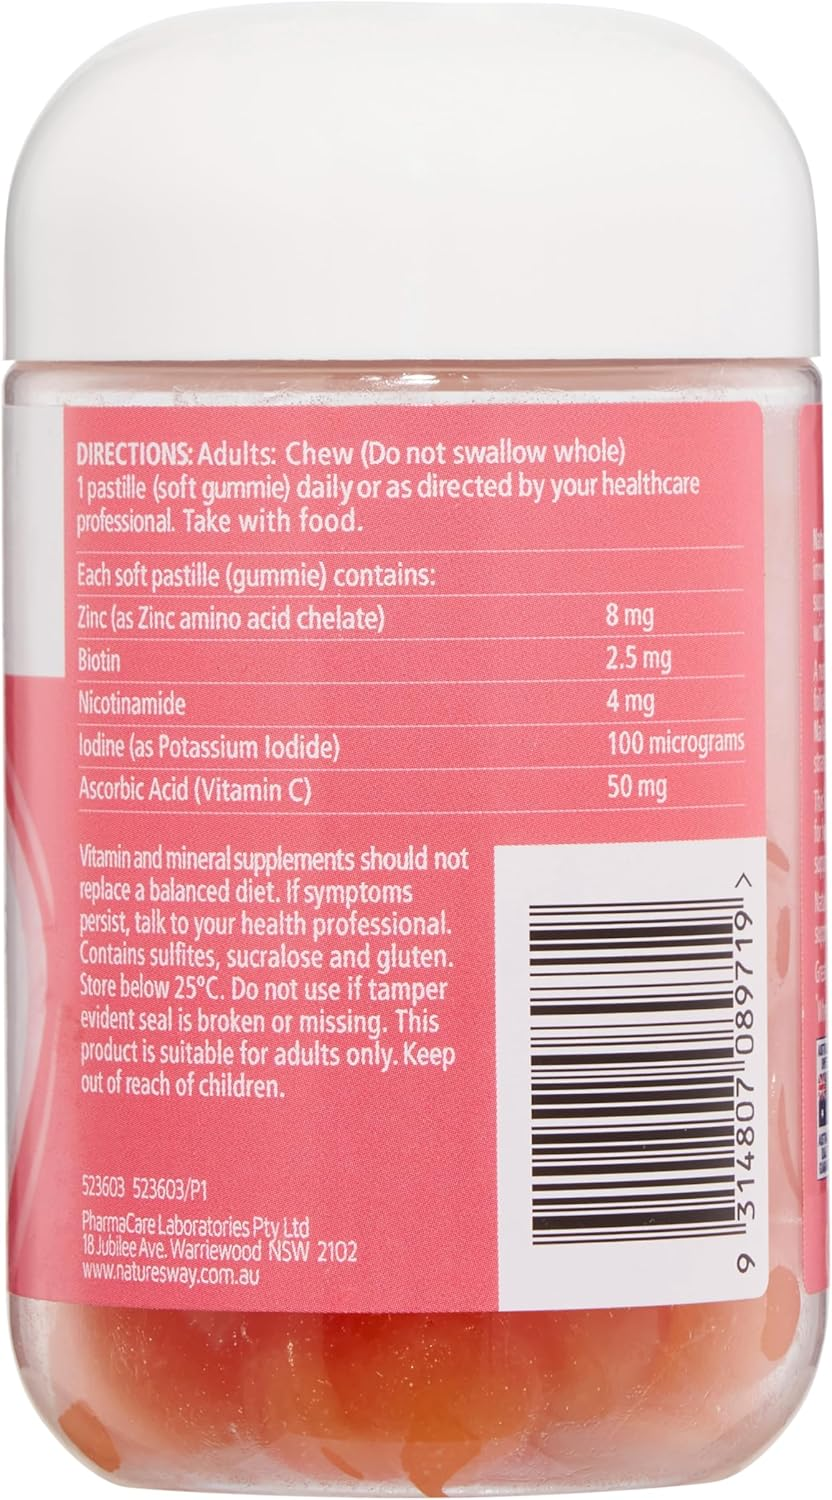 DIRECTIONS: Adults: Chew (Do not swallow whole)
1 pastille (soft gummie) daily or as directed by your healthcare
professional. Take with food.
Each soft pastille (gummie) contains:
Zinc (as Zinc amino acid chelate) 8 mg
Biotin 2.5 mg
Nicotinamide 4 mg
Iodine (as Potassium Iodide) 100 micrograms
Ascorbic Acid (Vitamin C) 50 mg
Vitamin and mineral supplements should not
replace a balanced diet. If symptoms
persist, talk to your health professional.
Contains sulfites, sucralose and gluten.
Store below 25°C. Do not use if tamper
evident seal is broken or missing. This
product is suitable for adults only. Keep
out of reach of children.
523603 523603/P1
PharmaCare Laboratories Pty Ltd
18 Jubilee Ave. Warriewood NSW 2102
www.naturesway.com.au
9 314807 089719 >